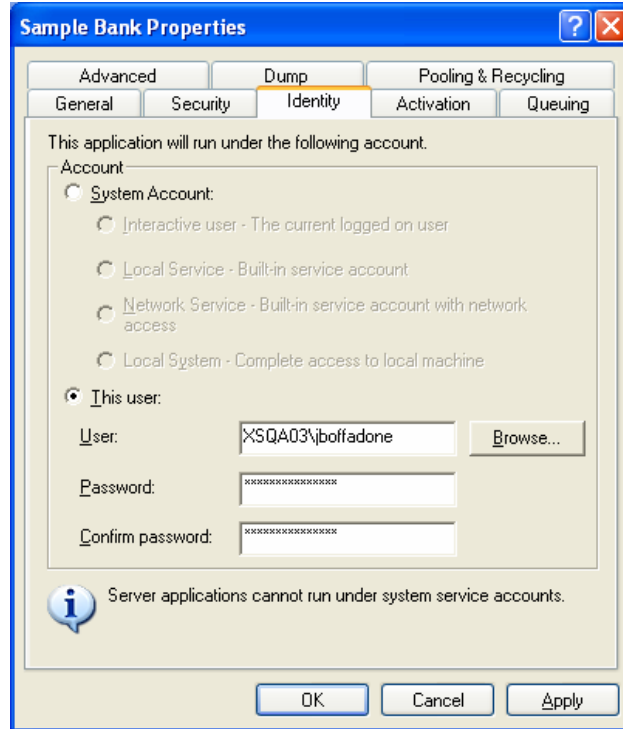 Sample Bank Properties
Advanced Dump Pooling & Recycling
General Security Identity Activation Queuing
This application will run under the following account.
Account
System Account:
Interactive user - The current logged on user
Local Service - Built-in service account
Network Service - Built-in service account with network
access
Local System - Complete access to local machine
This user:
User: XSQA03\jboffadone Browse...
Password: ***************
Confirm password: ***************
Server applications cannot run under system service accounts.
OK Cancel Apply